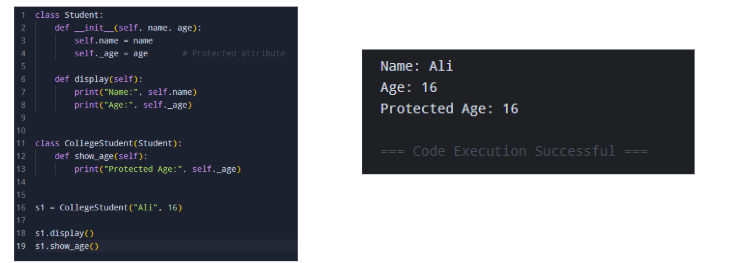 1 class Student:
2     def __init__(self, name, age):
3         self.name = name
4         self._age = age      # Protected attribute
5
6     def display(self):
7         print("Name:", self.name)
8         print("Age:", self._age)
9
10
11 class CollegeStudent(Student):
12     def show_age(self):
13         print("Protected Age:", self._age)
14
15
16 s1 = CollegeStudent("Ali", 16)
17
18 s1.display()
19 s1.show_age()
Name: Ali
Age: 16
Protected Age: 16
=== Code Execution Successful ===